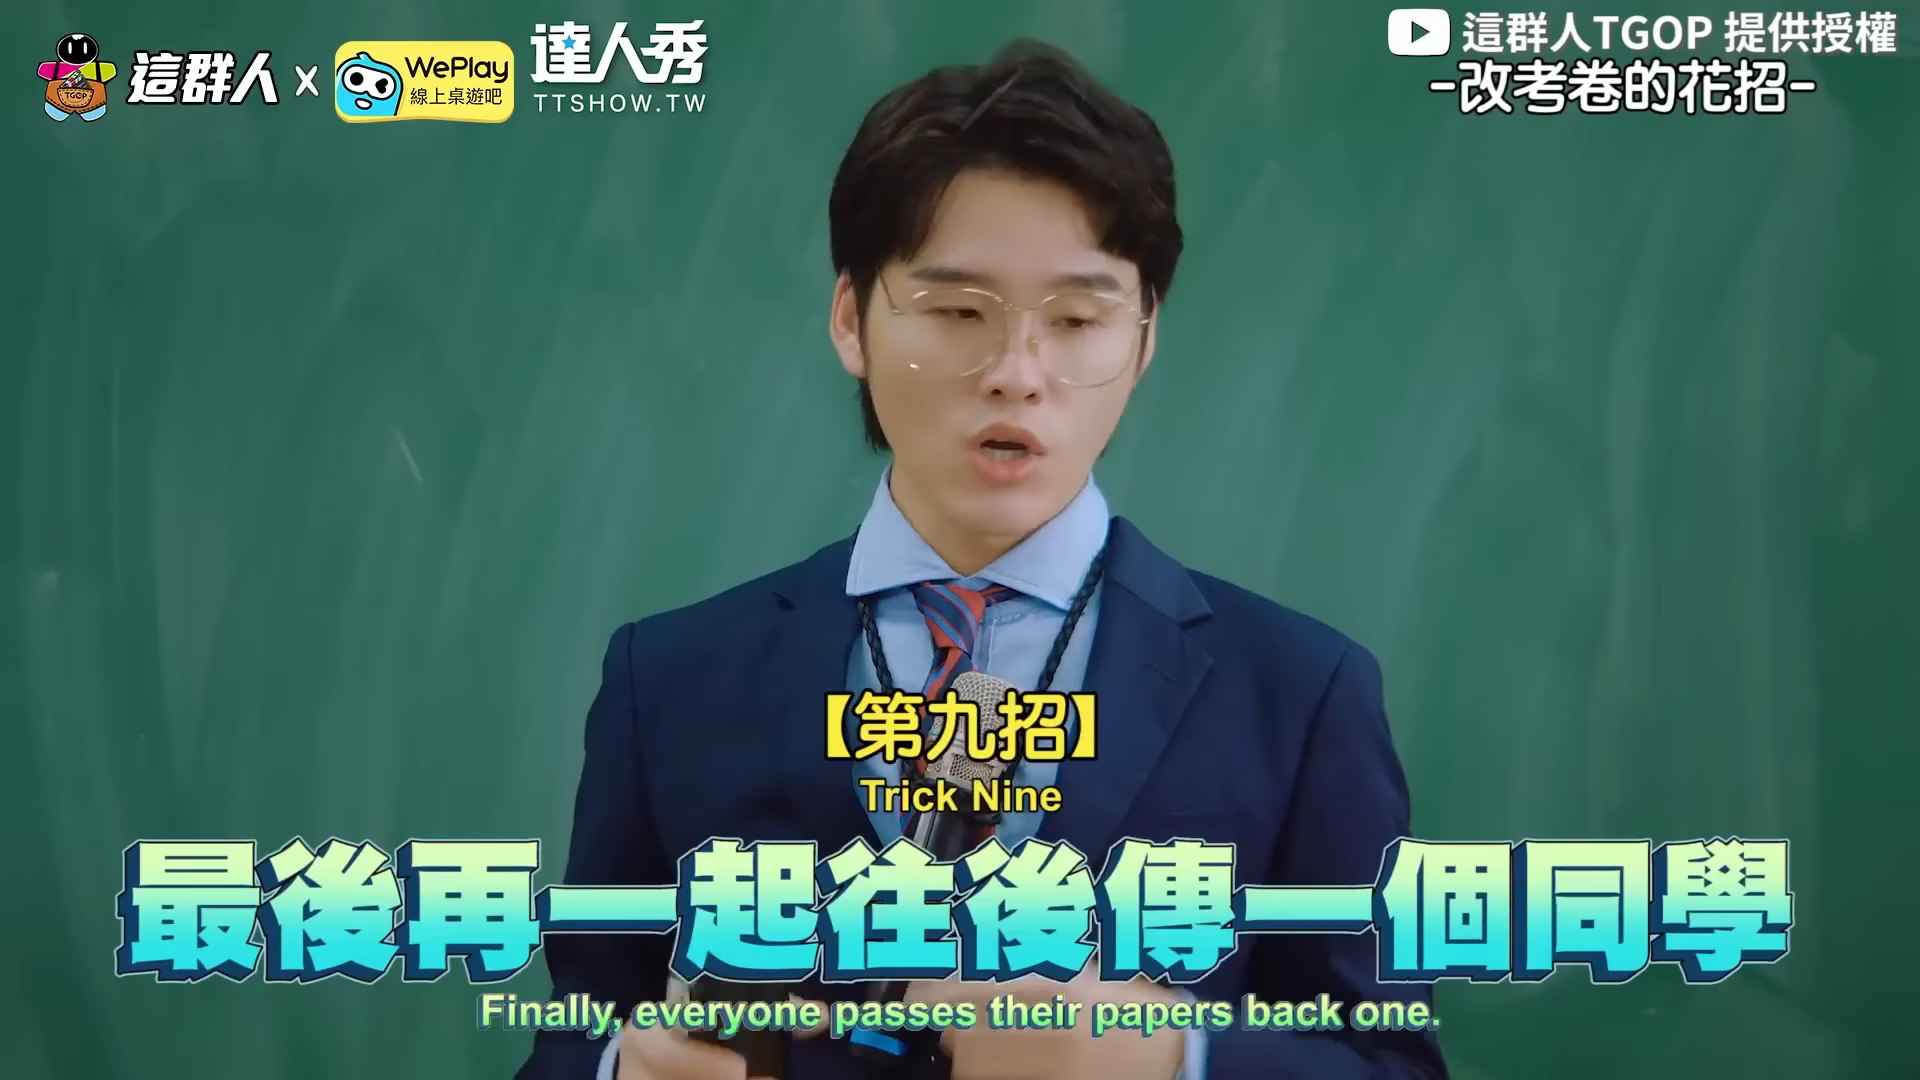 這群人 x WePlay 線上桌遊吧
TGOP
達人秀
TTSHOW.TW
這群人TGOP 提供授權
-改考卷的花招-
【第九招】
Trick Nine
最後再一起往後傳一個同學
Finally, everyone passes their papers back one.